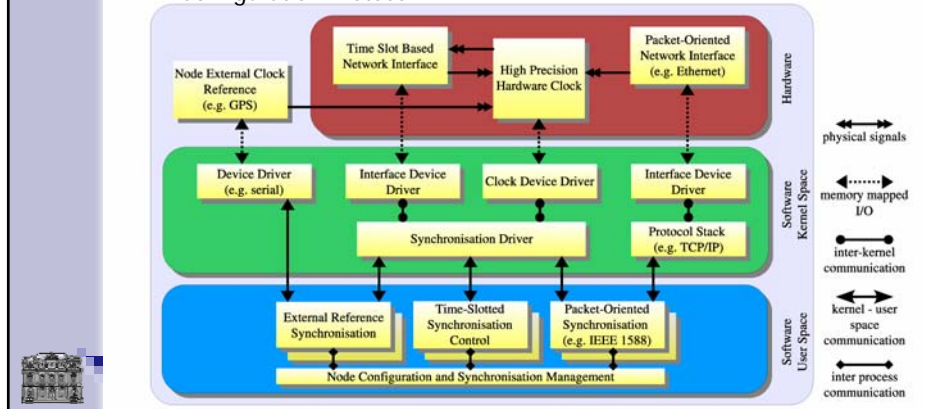 Time Slot Based
Network Interface
High Precision
Hardware Clock
Packet-Oriented
Network Interface
(e.g. Ethernet)
Node External Clock
Reference
(e.g. GPS)
Hardware
Device Driver
(e.g. serial)
Interface Device
Driver
Clock Device Driver
Interface Device
Driver
Synchronisation Driver
Protocol Stack
(e.g. TCP/IP)
Software
Kernel Space
External Reference
Synchronisation
Time-Slotted
Synchronisation
Control
Packet-Oriented
Synchronisation
(e.g. IEEE 1588)
Node Configuration and Synchronisation Management
Software
User Space
physical signals
memory mapped
I/O
inter-kernel
communication
kernel - user
space
communication
inter process
communication